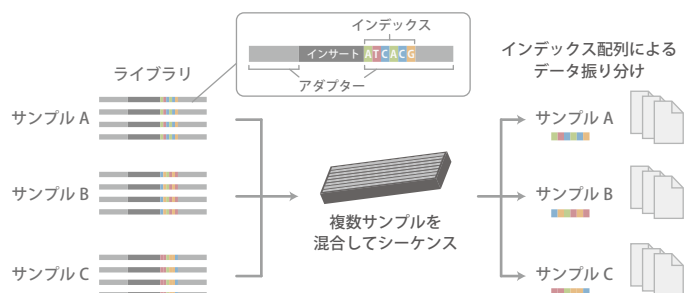 インデックス
インサート ATCACG
アダプター
ライブラリ
サンプル A
サンプル B
サンプル C
複数サンプルを
混合してシーケンス
インデックス配列による
データ振り分け
サンプル A
サンプル B
サンプル C